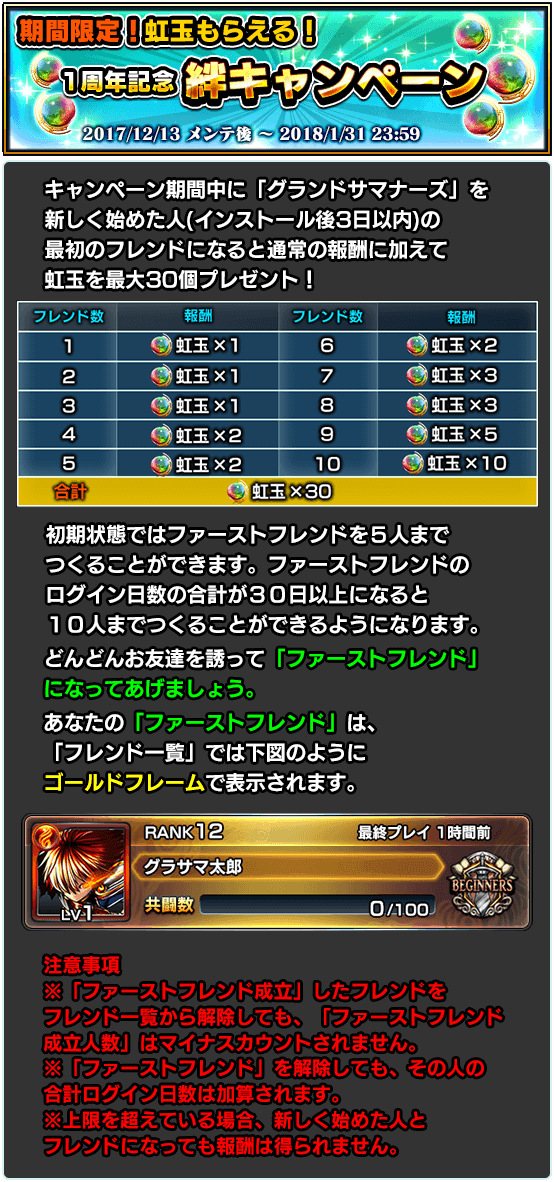 期間限定！虹玉もらえる！
1周年記念 絆キャンペーン
2017/12/13 メンテ後 ～ 2018/1/31 23:59
キャンペーン期間中に「グランドサマナーズ」を
新しく始めた人(インストール後3日以内)の
最初のフレンドになると通常の報酬に加えて
虹玉を最大30個プレゼント！
フレンド数 報酬 フレンド数 報酬
1 虹玉×1 6 虹玉×2
2 虹玉×1 7 虹玉×3
3 虹玉×1 8 虹玉×3
4 虹玉×2 9 虹玉×5
5 虹玉×2 10 虹玉×10
合計 虹玉×30
初期状態ではファーストフレンドを５人まで
つくることができます。ファーストフレンドの
ログイン日数の合計が３０日以上になると
１０人までつくることができるようになります。
どんどんお友達を誘って「ファーストフレンド」
になってあげましょう。
あなたの「ファーストフレンド」は、
「フレンド一覧」では下図のように
ゴールドフレームで表示されます。
RANK12 最終プレイ 1時間前
グラサマ太郎
BEGINNERS
LV1 共闘数 0/100
注意事項
※「ファーストフレンド成立」したフレンドを
フレンド一覧から解除しても、「ファーストフレンド
成立人数」はマイナスカウントされません。
※「ファーストフレンド」を解除しても、その人の
合計ログイン日数は加算されます。
※上限を超えている場合、新しく始めた人と
フレンドになっても報酬は得られません。